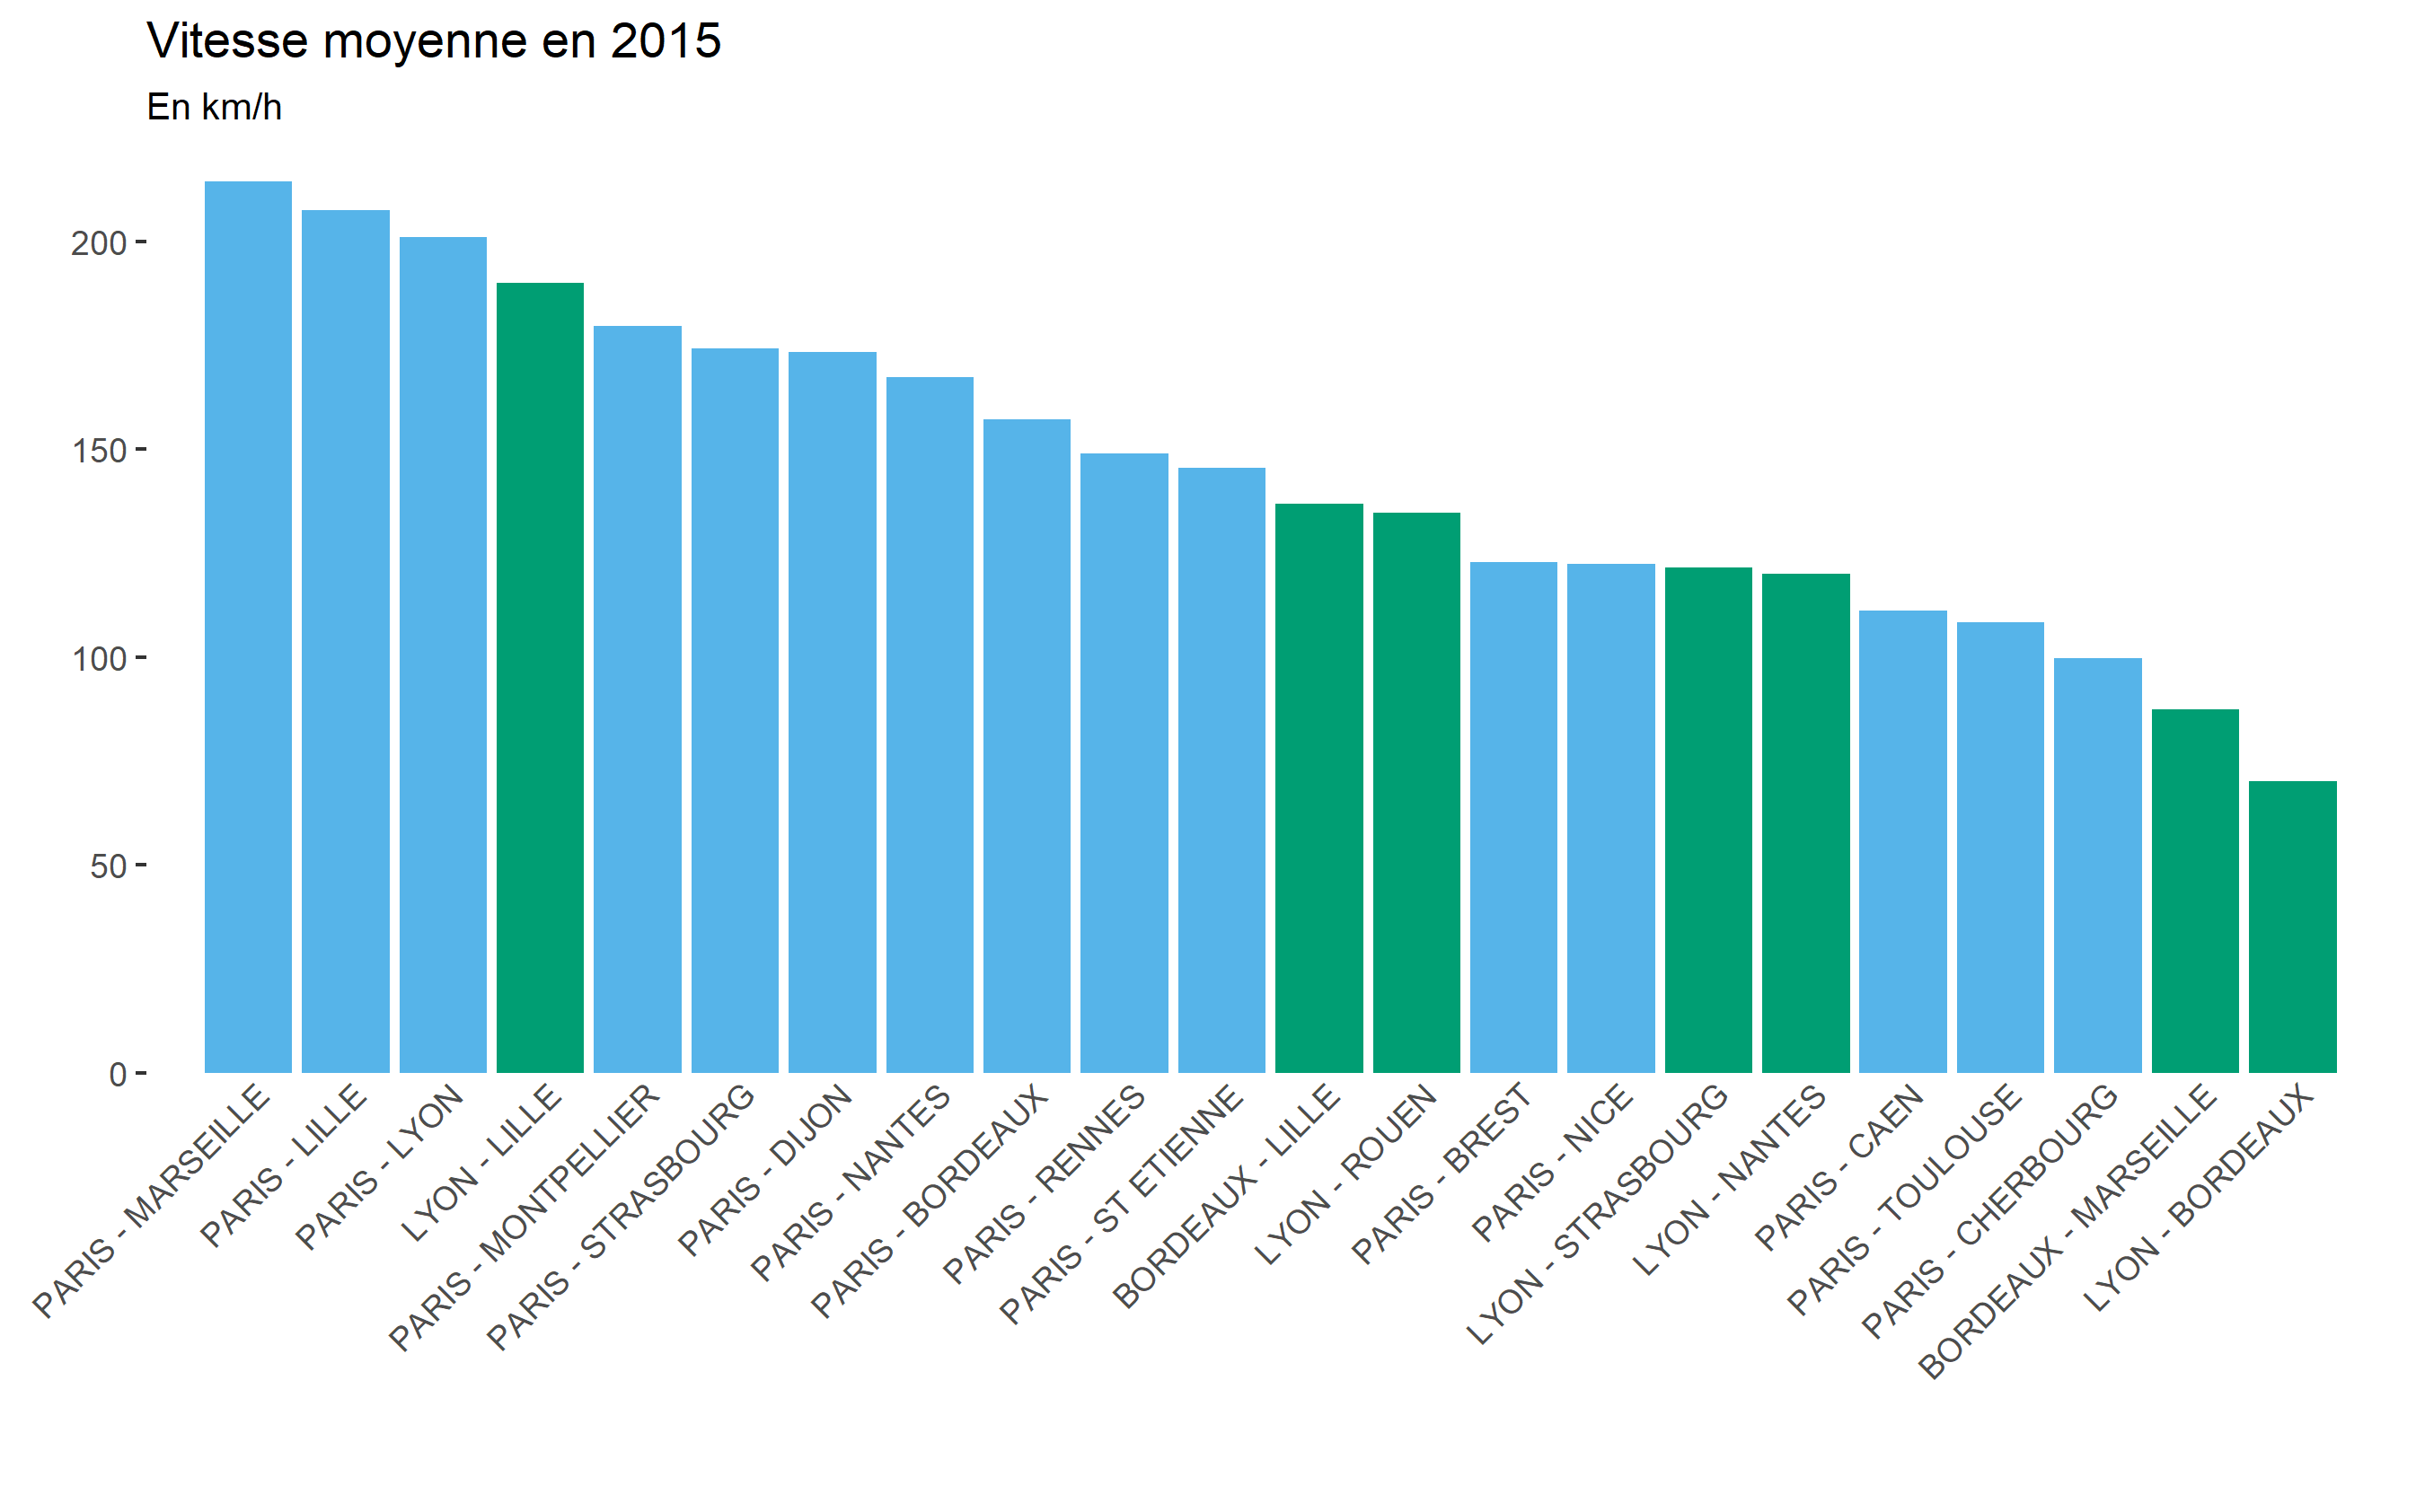 Vitesse moyenne en 2015
En km/h
200
150
100
50
0
PARIS - MARSEILLE
PARIS - LILLE
PARIS - LYON
LYON - LILLE
PARIS - MONTPELLIER
PARIS - STRASBOURG
PARIS - DIJON
PARIS - NANTES
PARIS - BORDEAUX
PARIS - RENNES
PARIS - ST ETIENNE
BORDEAUX - LILLE
LYON - ROUEN
PARIS - BREST
PARIS - NICE
LYON - STRASBOURG
LYON - NANTES
PARIS - CAEN
PARIS - TOULOUSE
PARIS - CHERBOURG
BORDEAUX - MARSEILLE
LYON - BORDEAUX